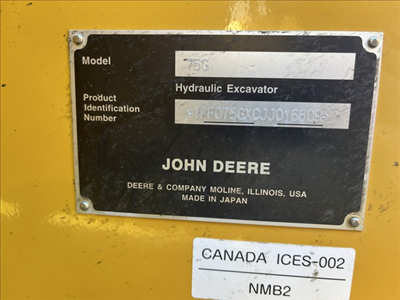 Model 75G
Hydraulic Excavator
Product
Identification
Number
JOHN DEERE
DEERE & COMPANY MOLINE, ILLINOIS, USA
MADE IN JAPAN
CANADA ICES-002
NMB2